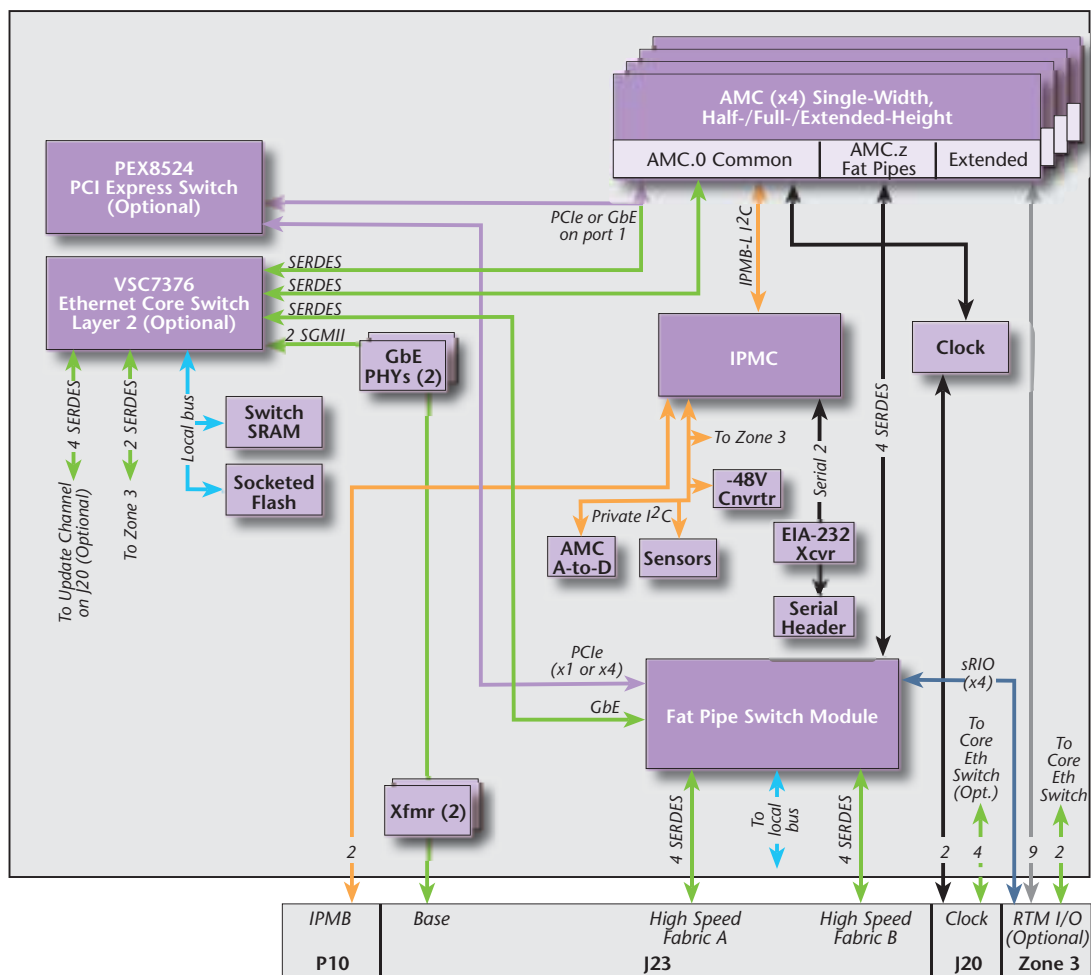 AMC (x4) Single-Width,
Half-/Full-/Extended-Height
AMC.0 Common
AMC.z
Fat Pipes
Extended
PEX8524
PCI Express Switch
(Optional)
PCIe or GbE
on port 1
IPMB-L I2C
VSC7376
Ethernet Core Switch
Layer 2 (Optional)
SERDES
SERDES
SERDES
2 SGMII
GbE
PHYs (2)
IPMC
Clock
4 SERDES
2 SERDES
Local bus
Switch
SRAM
Socketed
Flash
To Update Channel
on J20 (Optional)
To Zone 3
To Zone 3
-48V
Cnvrtr
Private I2C
AMC
A-to-D
Sensors
Serial 2
EIA-232
Xcvr
Serial
Header
4 SERDES
PCIe
(x1 or x4)
GbE
Fat Pipe Switch Module
sRIO
(x4)
To
Core
Eth
Switch
(Opt.)
To
Core
Eth
Switch
Xfmr (2)
4 SERDES
To
local
bus
4 SERDES
2
2
4
9
2
IPMB
Base
High Speed
Fabric A
High Speed
Fabric B
Clock
RTM I/O
(Optional)
P10
J23
J20
Zone 3